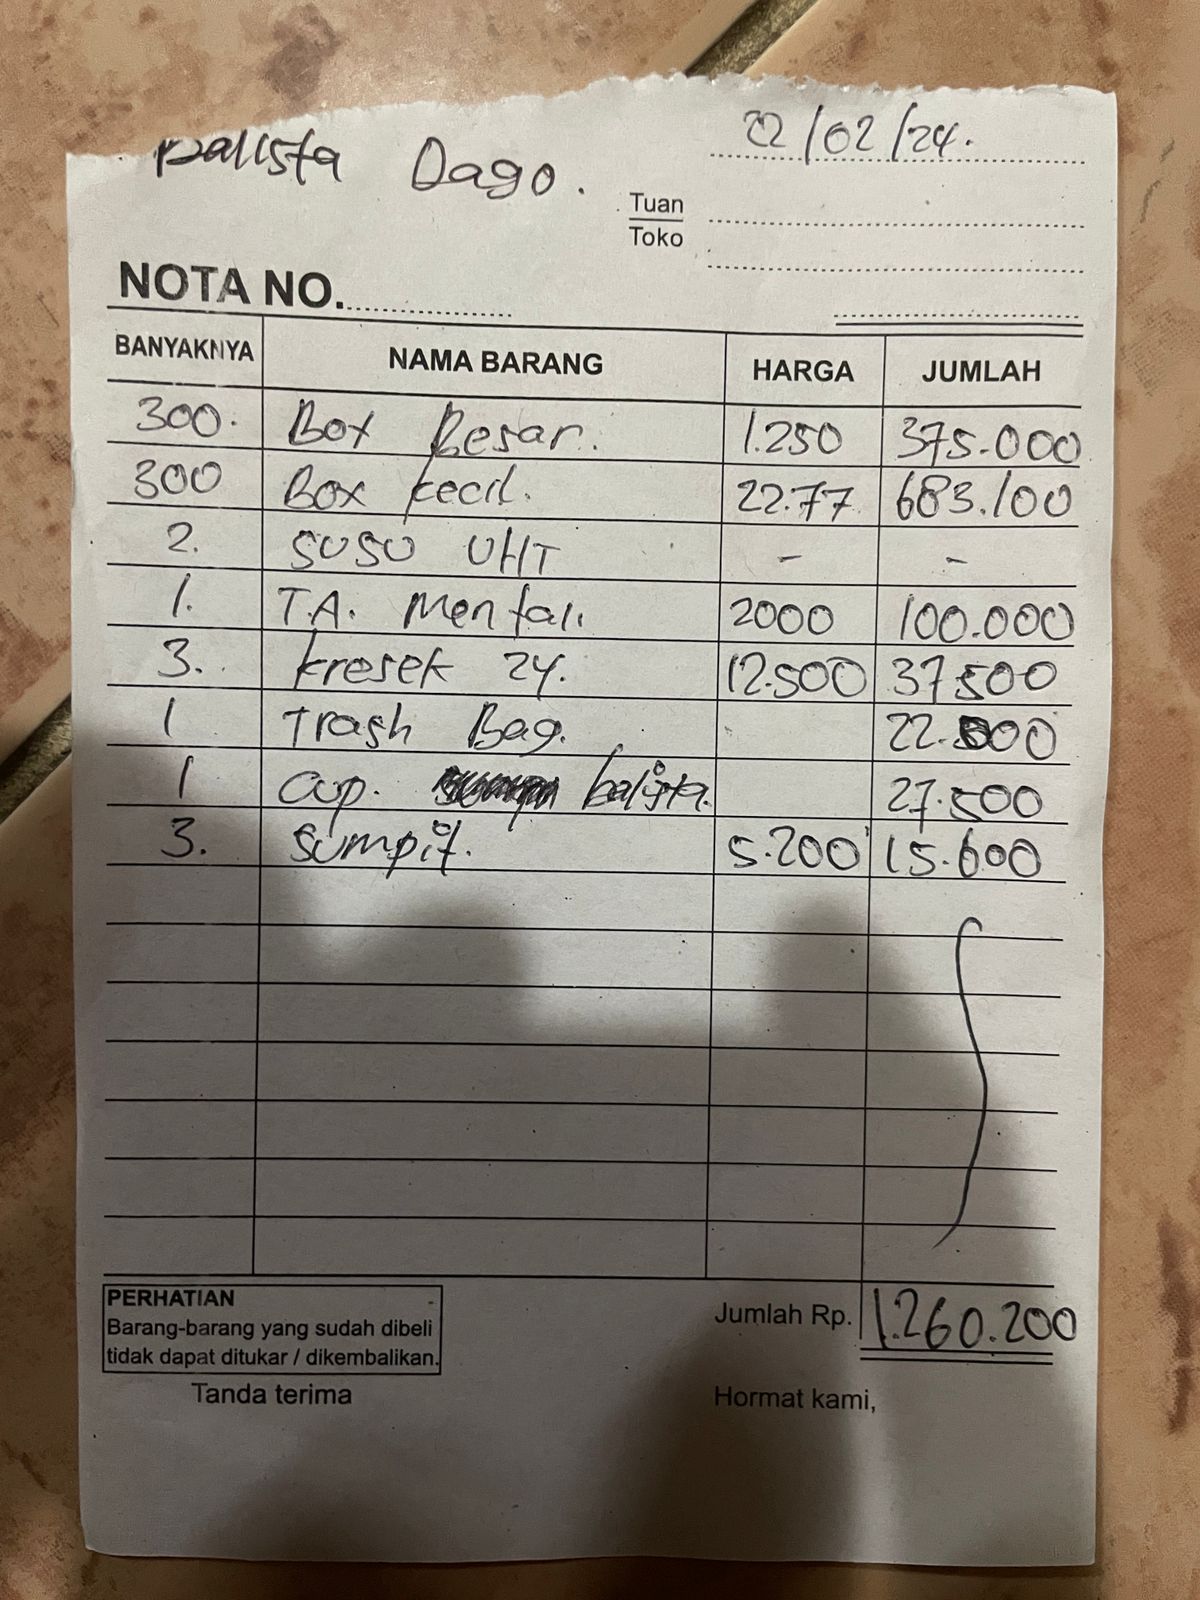 Balista Dago.
22/02/24.
Tuan
Toko
NOTA NO.
BANYAKNYA NAMA BARANG HARGA JUMLAH
300. Box Besar. 1.250 375.000
300 Box kecil. 22.77 683.100
2. SUSU UHT - -
1. T.A. Mentai. 2000 100.000
3. kresek 24. 12.500 37.500
1 Trash Bag. 22.500
1 Cup. balista. 27.500
3. Sumpit. 5.200 15.600
PERHATIAN
Barang-barang yang sudah dibeli
tidak dapat ditukar / dikembalikan.
Jumlah Rp. 1.260.200
Tanda terima Hormat kami,